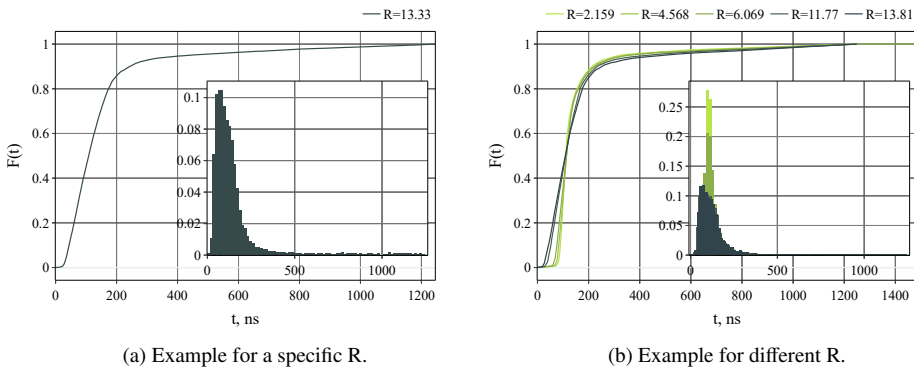 R=13.33
1
0.8
0.6
0.4
0.2
0
F(t)
0.1
0.08
0.06
0.04
0.02
0
0 500 1000
0 200 400 600 800 1000 1200
t, ns
(a) Example for a specific R.
R=2.159 R=4.568 R=6.069 R=11.77 R=13.81
1
0.8
0.6
0.4
0.2
0
F(t)
0.25
0.2
0.15
0.1
0.05
0
0 500 1000
0 200 400 600 800 1000 1200 1400
t, ns
(b) Example for different R.